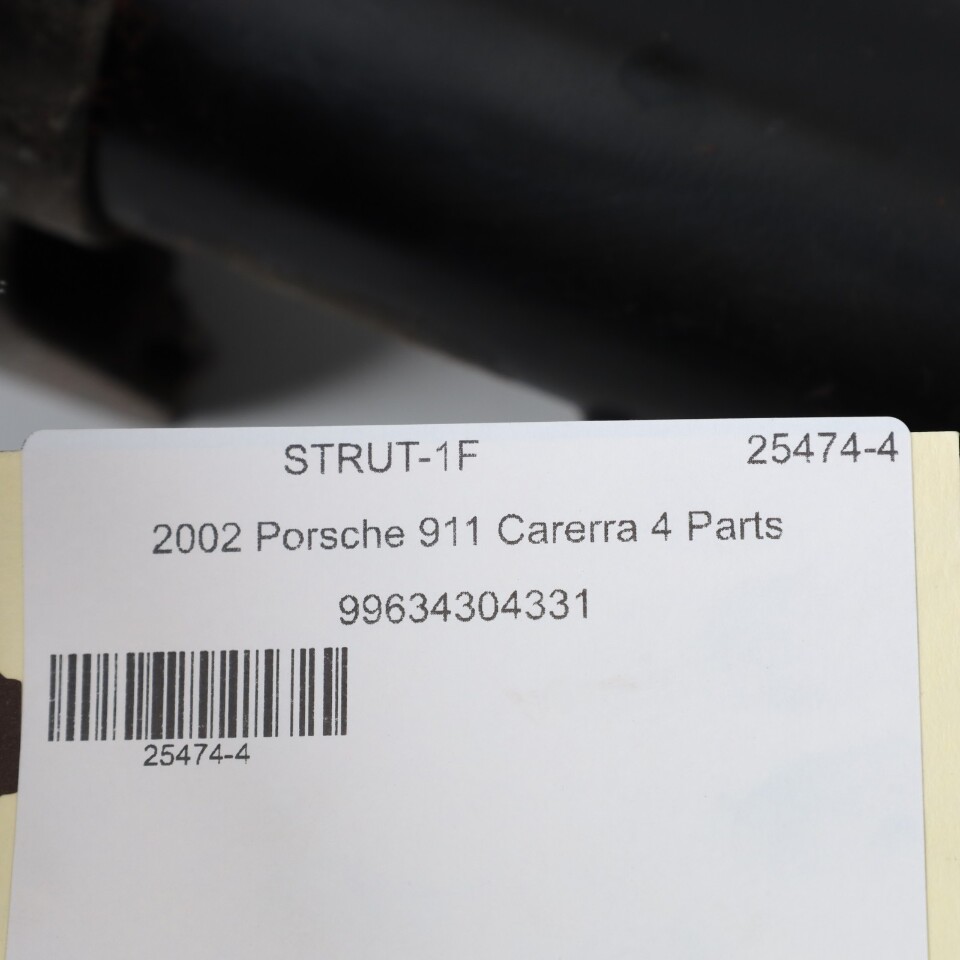 STRUT-1F 25474-4
2002 Porsche 911 Carerra 4 Parts
99634304331
25474-4